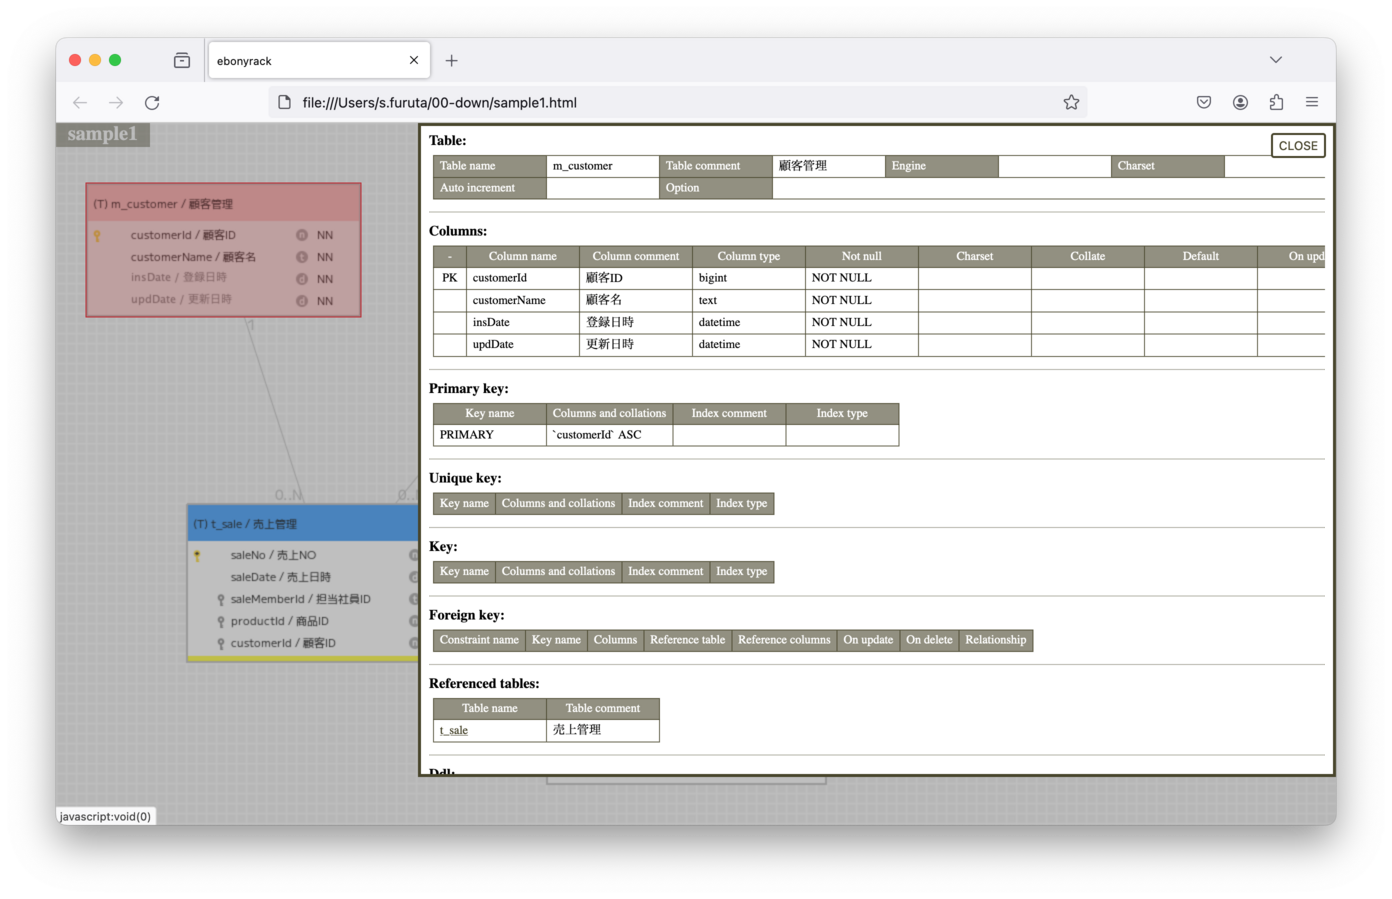 ebonyrack
file:///Users/s.furuta/00-down/sample1.html
sample1
(T) m_customer / 顧客管理
customerId / 顧客ID n NN
customerName / 顧客名 t NN
insDate / 登録日時 d NN
updDate / 更新日時 d NN
1
0..N
0..
(T) t_sale / 売上管理
saleNo / 売上NO n
saleDate / 売上日時 d
saleMemberId / 担当社員ID t
productId / 商品ID n
customerId / 顧客ID n
CLOSE
Table:
Table name m_customer Table comment 顧客管理 Engine Charset
Auto increment Option
Columns:
- Column name Column comment Column type Not null Charset Collate Default On upd
PK customerId 顧客ID bigint NOT NULL
customerName 顧客名 text NOT NULL
insDate 登録日時 datetime NOT NULL
updDate 更新日時 datetime NOT NULL
Primary key:
Key name Columns and collations Index comment Index type
PRIMARY `customerId` ASC
Unique key:
Key name Columns and collations Index comment Index type
Key:
Key name Columns and collations Index comment Index type
Foreign key:
Constraint name Key name Columns Reference table Reference columns On update On delete Relationship
Referenced tables:
Table name Table comment
t_sale 売上管理
Ddl:
javascript:void(0)